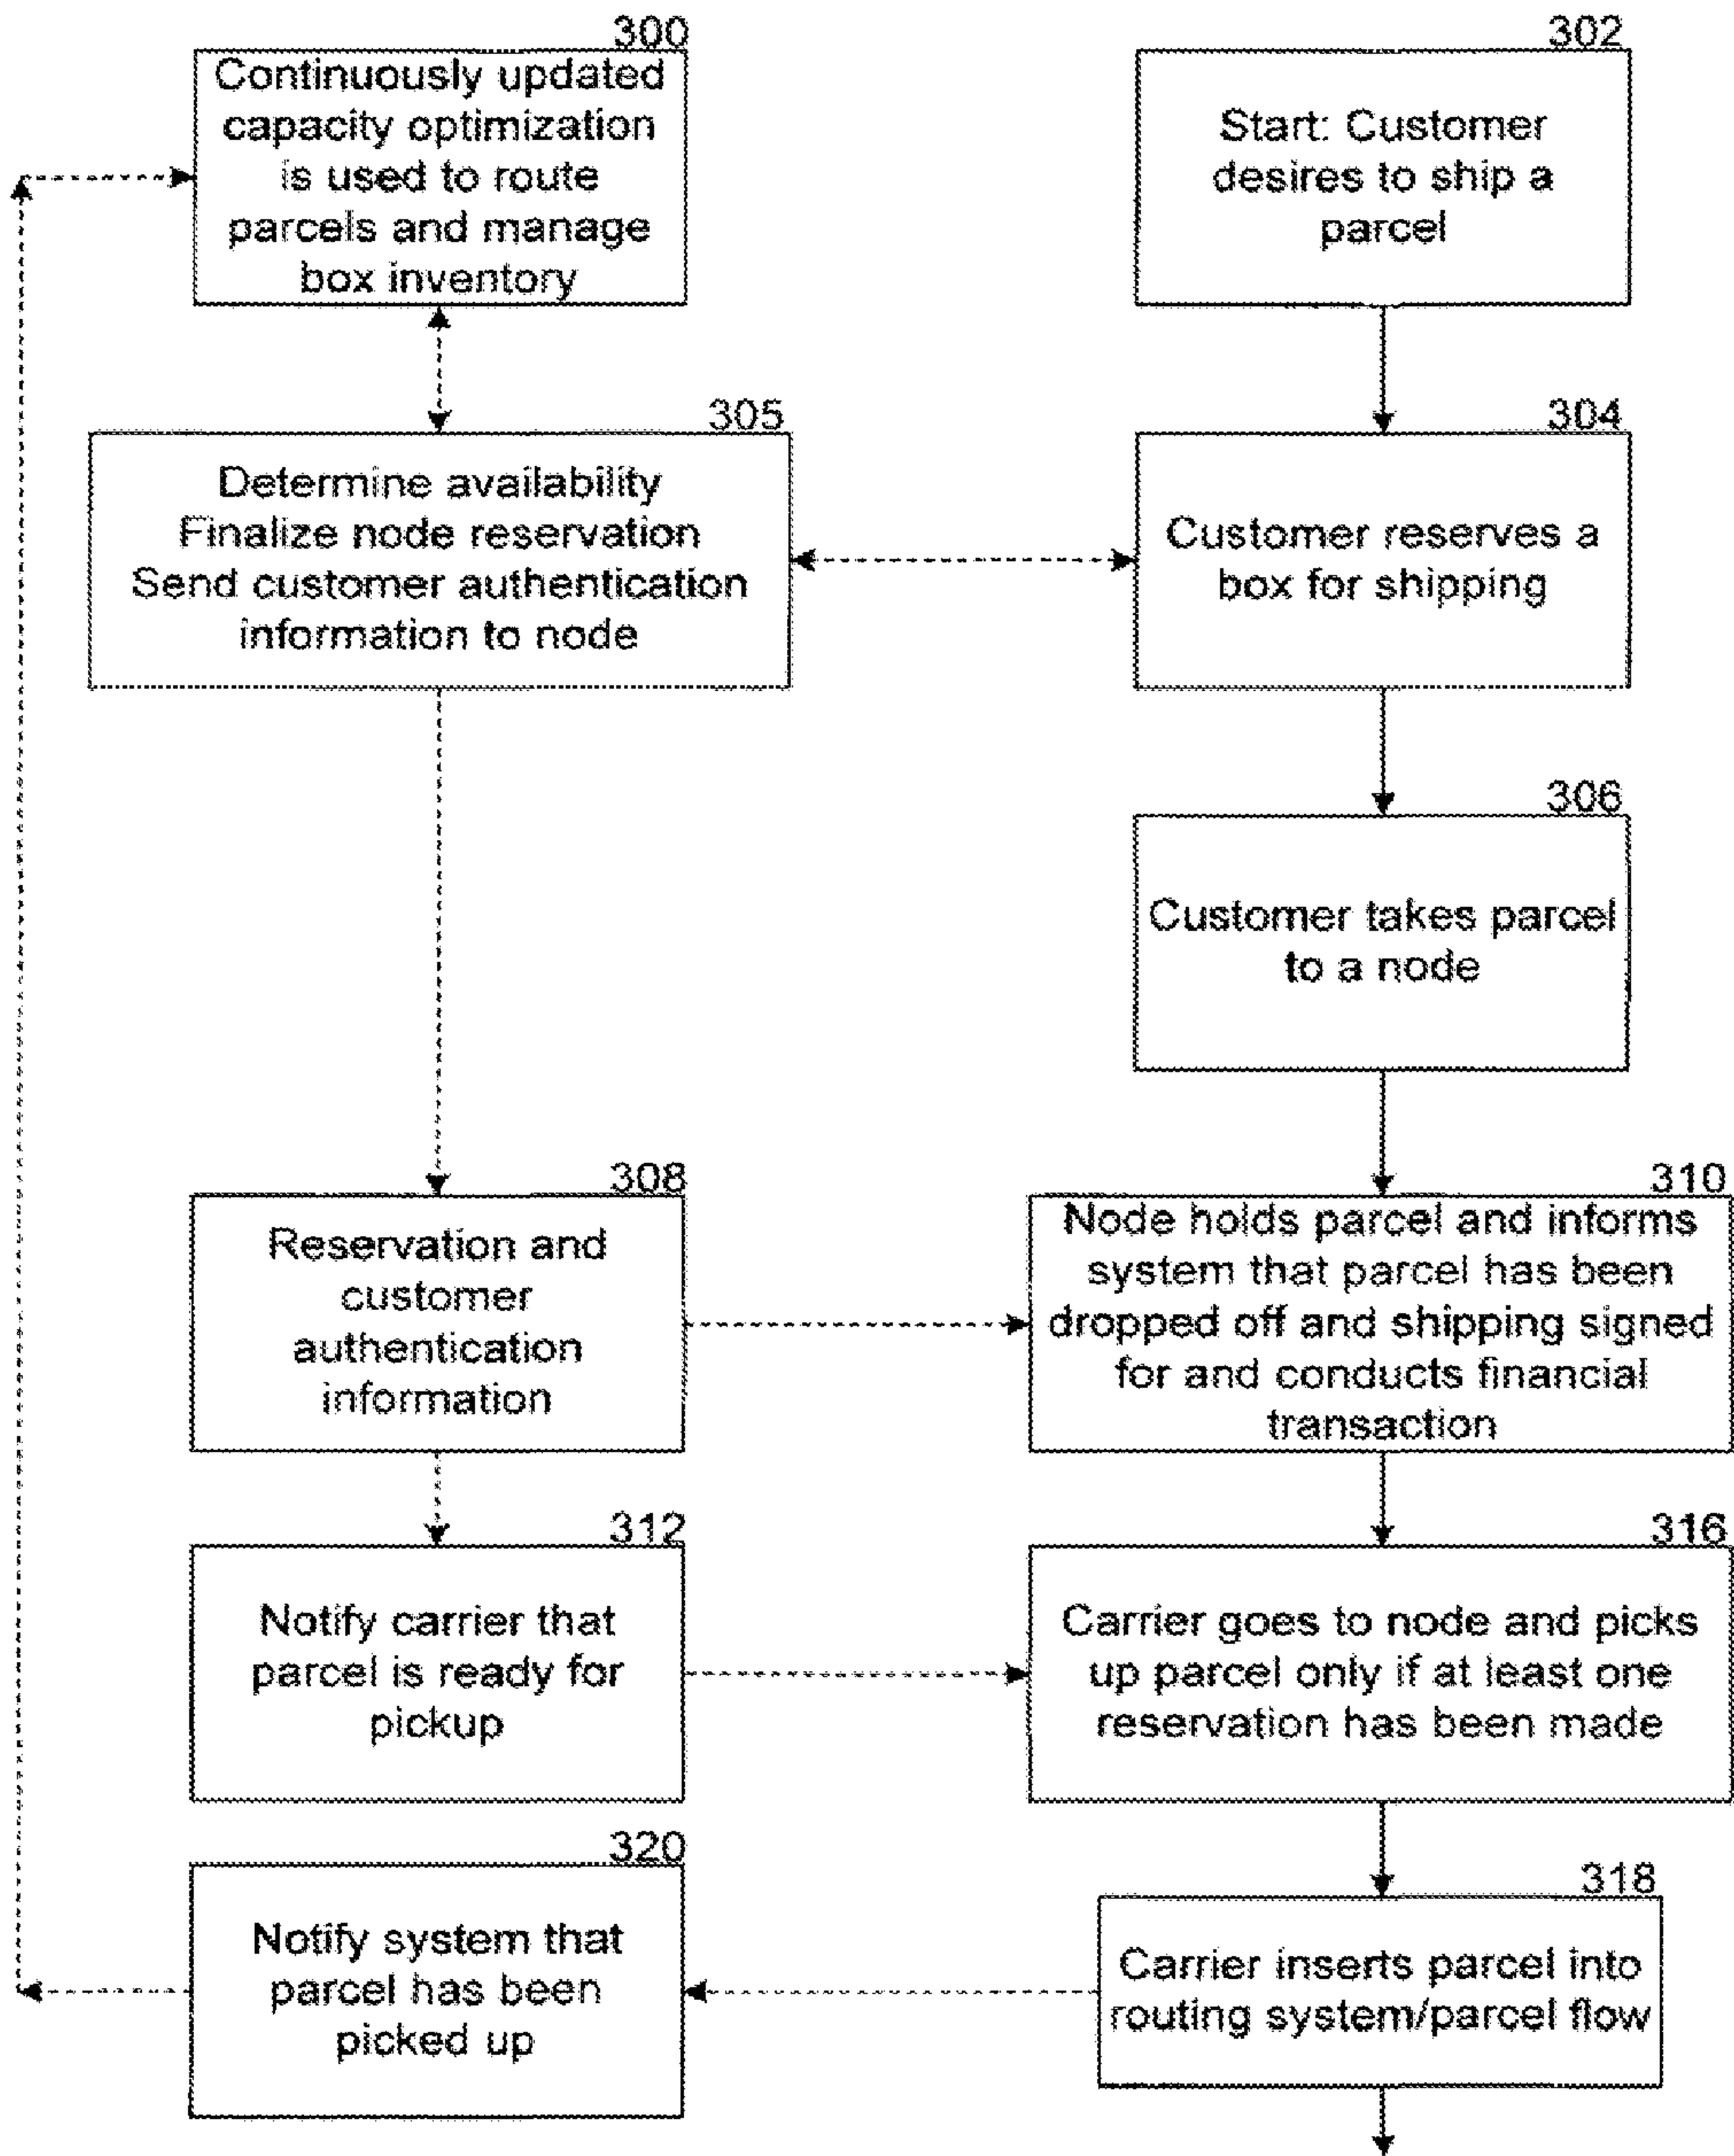 300
Continuously updated
capacity optimization
is used to route
parcels and manage
box inventory
302
Start: Customer
desires to ship a
parcel
305
Determine availability
Finalize node reservation
Send customer authentication
information to node
304
Customer reserves a
box for shipping
306
Customer takes parcel
to a node
308
Reservation and
customer
authentication
information
310
Node holds parcel and informs
system that parcel has been
dropped off and shipping signed
for and conducts financial
transaction
312
Notify carrier that
parcel is ready for
pickup
316
Carrier goes to node and picks
up parcel only if at least one
reservation has been made
320
Notify system that
parcel has been
picked up
318
Carrier inserts parcel into
routing system/parcel flow